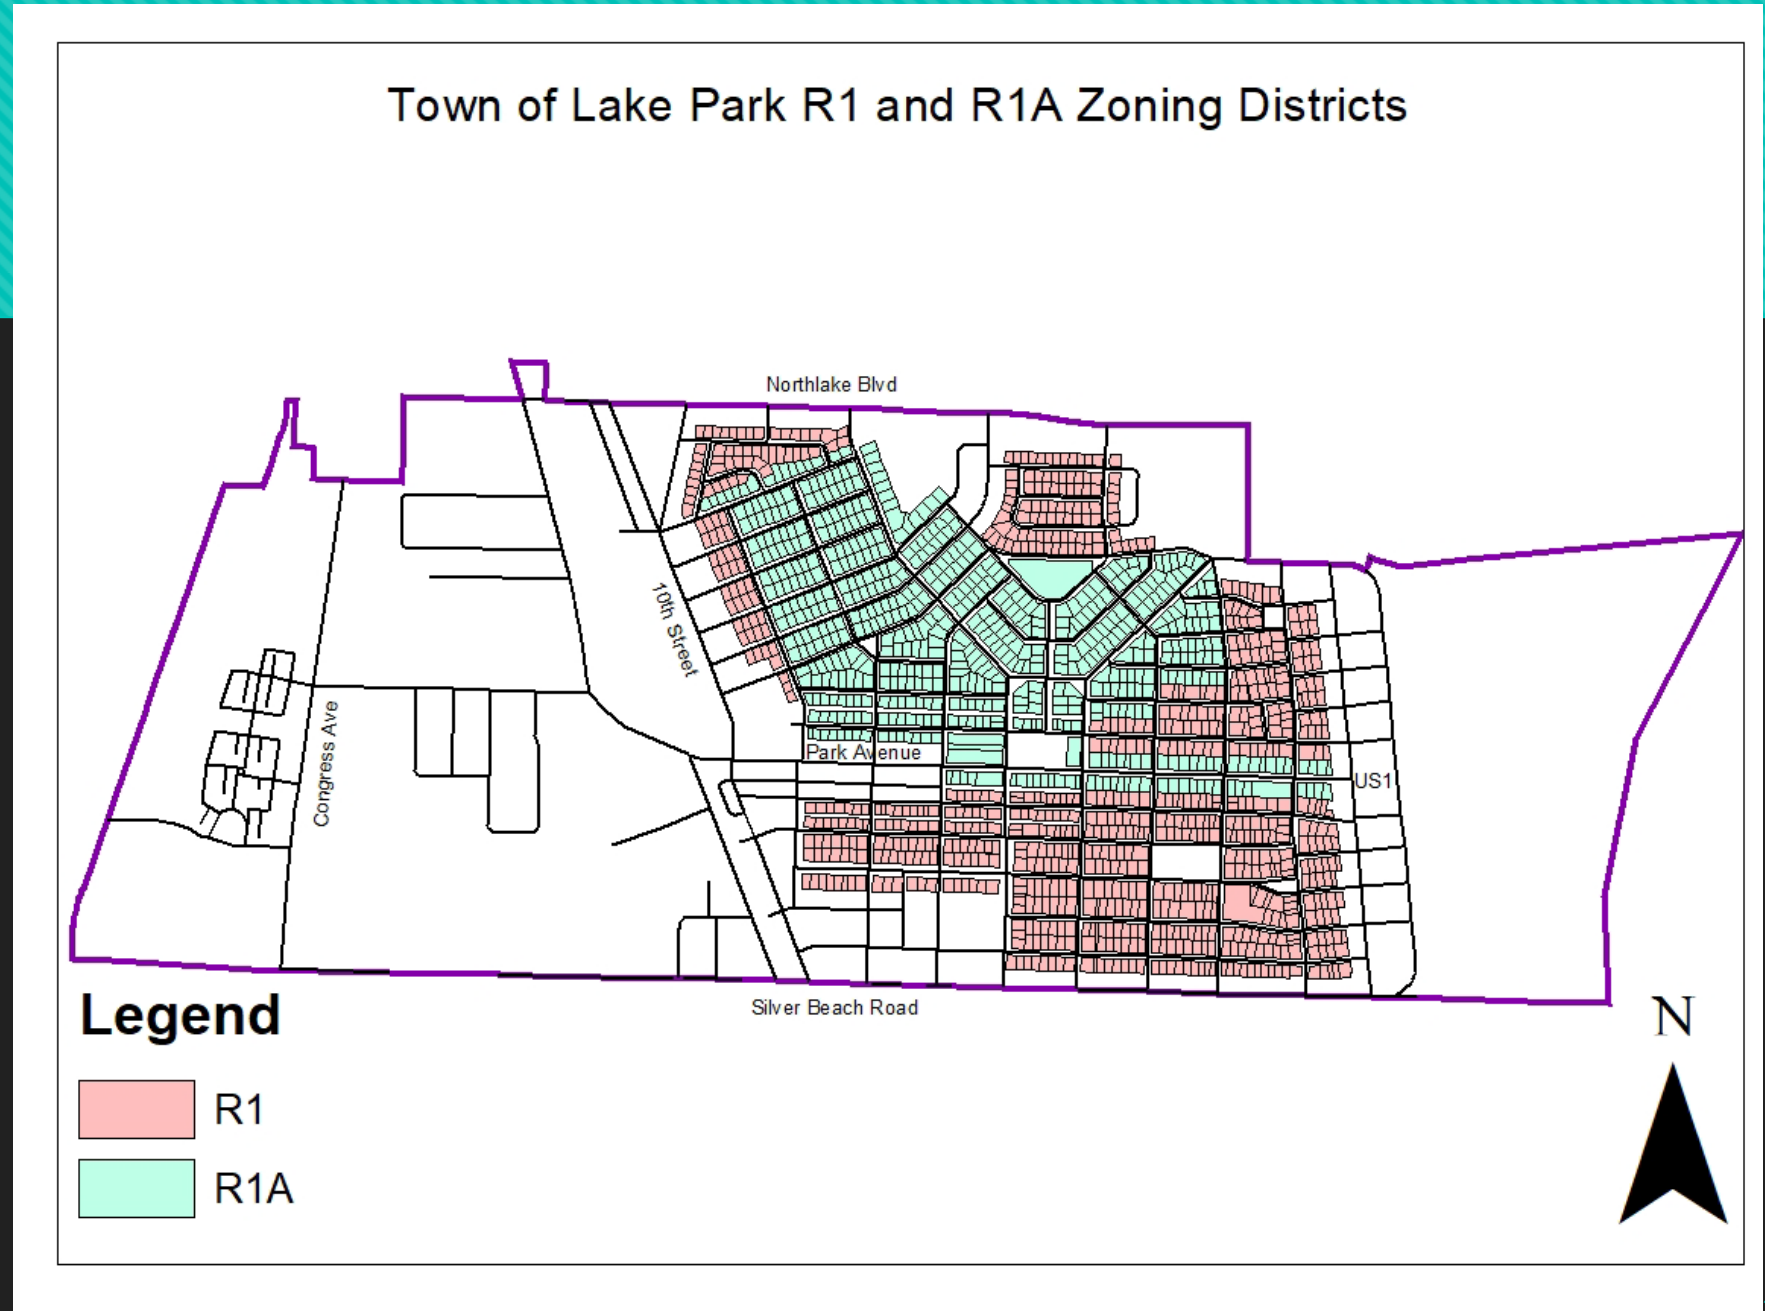 Town of Lake Park R1 and R1A Zoning Districts
Northlake Blvd
10th Street
Congress Ave
Park Avenue
US1
Silver Beach Road
N
Legend
R1
R1A